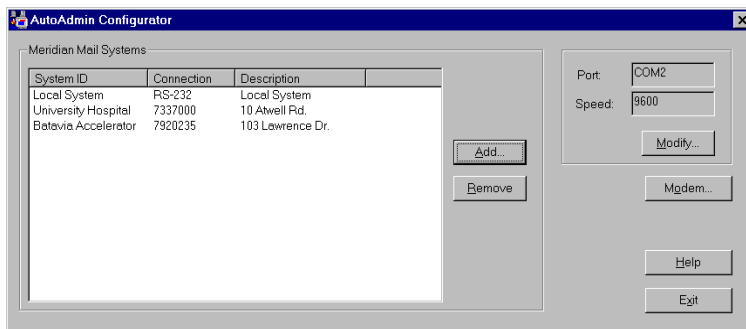 AutoAdmin Configurator
Meridian Mail Systems
System ID Connection Description
Local System RS-232 Local System
University Hospital 7337000 10 Atwell Rd.
Batavia Accelerator 7920235 103 Lawrence Dr.
Add...
Remove
Port: COM2
Speed: 9600
Modify...
Modem...
Help
Exit